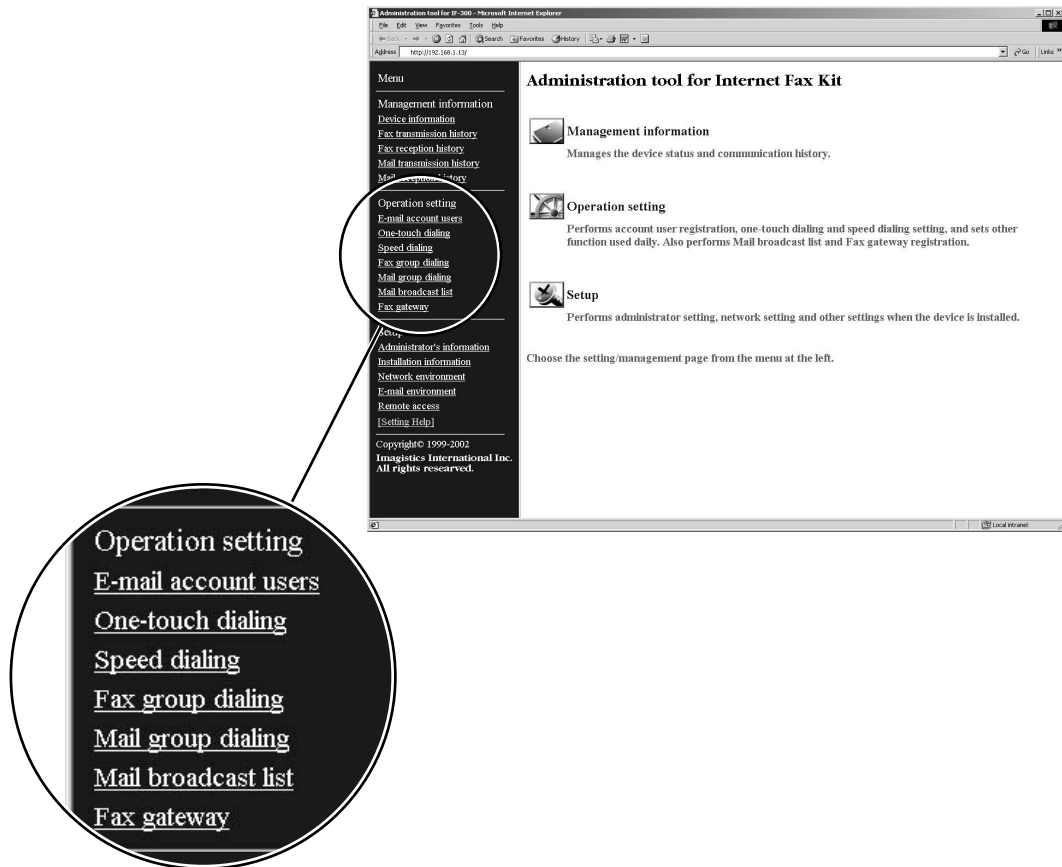 Administration tool for IF-300 - Microsoft Internet Explorer
File Edit View Favorites Tools Help
Back Search Favorites History
Address http://192.168.1.13/ Go Links »
Menu
Management information
Device information
Fax transmission history
Fax reception history
Mail transmission history
Mail reception history
Operation setting
E-mail account users
One-touch dialing
Speed dialing
Fax group dialing
Mail group dialing
Mail broadcast list
Fax gateway
Setup
Administrator's information
Installation information
Network environment
E-mail environment
Remote access
[Setting Help]
Copyright© 1999-2002
Imagistics International Inc.
All rights researved.
Administration tool for Internet Fax Kit
Management information
Manages the device status and communication history.
Operation setting
Performs account user registration, one-touch dialing and speed dialing setting, and sets other
function used daily. Also performs Mail broadcast list and Fax gateway registration.
Setup
Performs administrator setting, network setting and other settings when the device is installed.
Choose the setting/management page from the menu at the left.
Local intranet
Operation setting
E-mail account users
One-touch dialing
Speed dialing
Fax group dialing
Mail group dialing
Mail broadcast list
Fax gateway